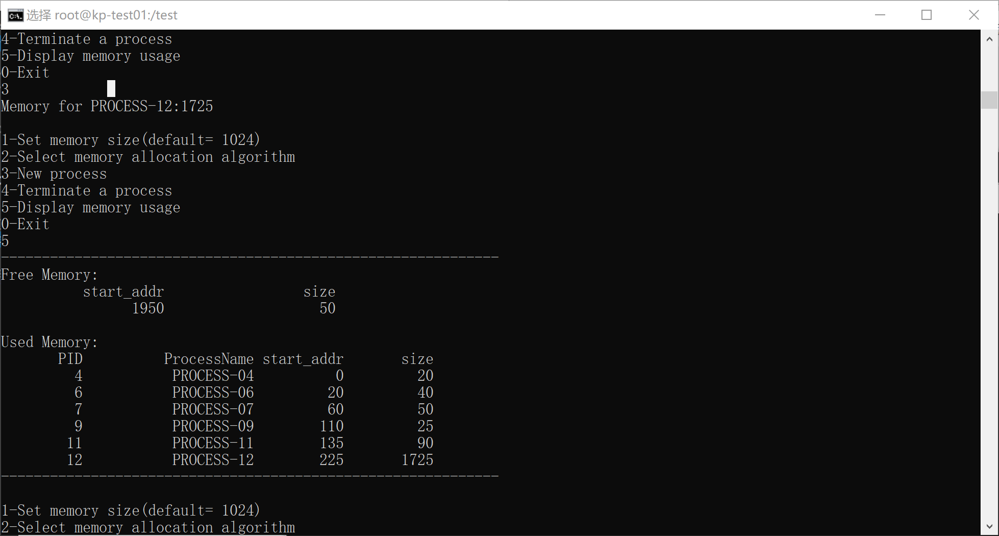 选择 root@kp-test01:/test
4-Terminate a process
5-Display memory usage
0-Exit
3
Memory for PROCESS-12:1725
1-Set memory size(default= 1024)
2-Select memory allocation algorithm
3-New process
4-Terminate a process
5-Display memory usage
0-Exit
5
-------------------------------------------------------------
Free Memory:
start_addr size
1950 50
Used Memory:
PID ProcessName start_addr size
4 PROCESS-04 0 20
6 PROCESS-06 20 40
7 PROCESS-07 60 50
9 PROCESS-09 110 25
11 PROCESS-11 135 90
12 PROCESS-12 225 1725
-------------------------------------------------------------
1-Set memory size(default= 1024)
2-Select memory allocation algorithm